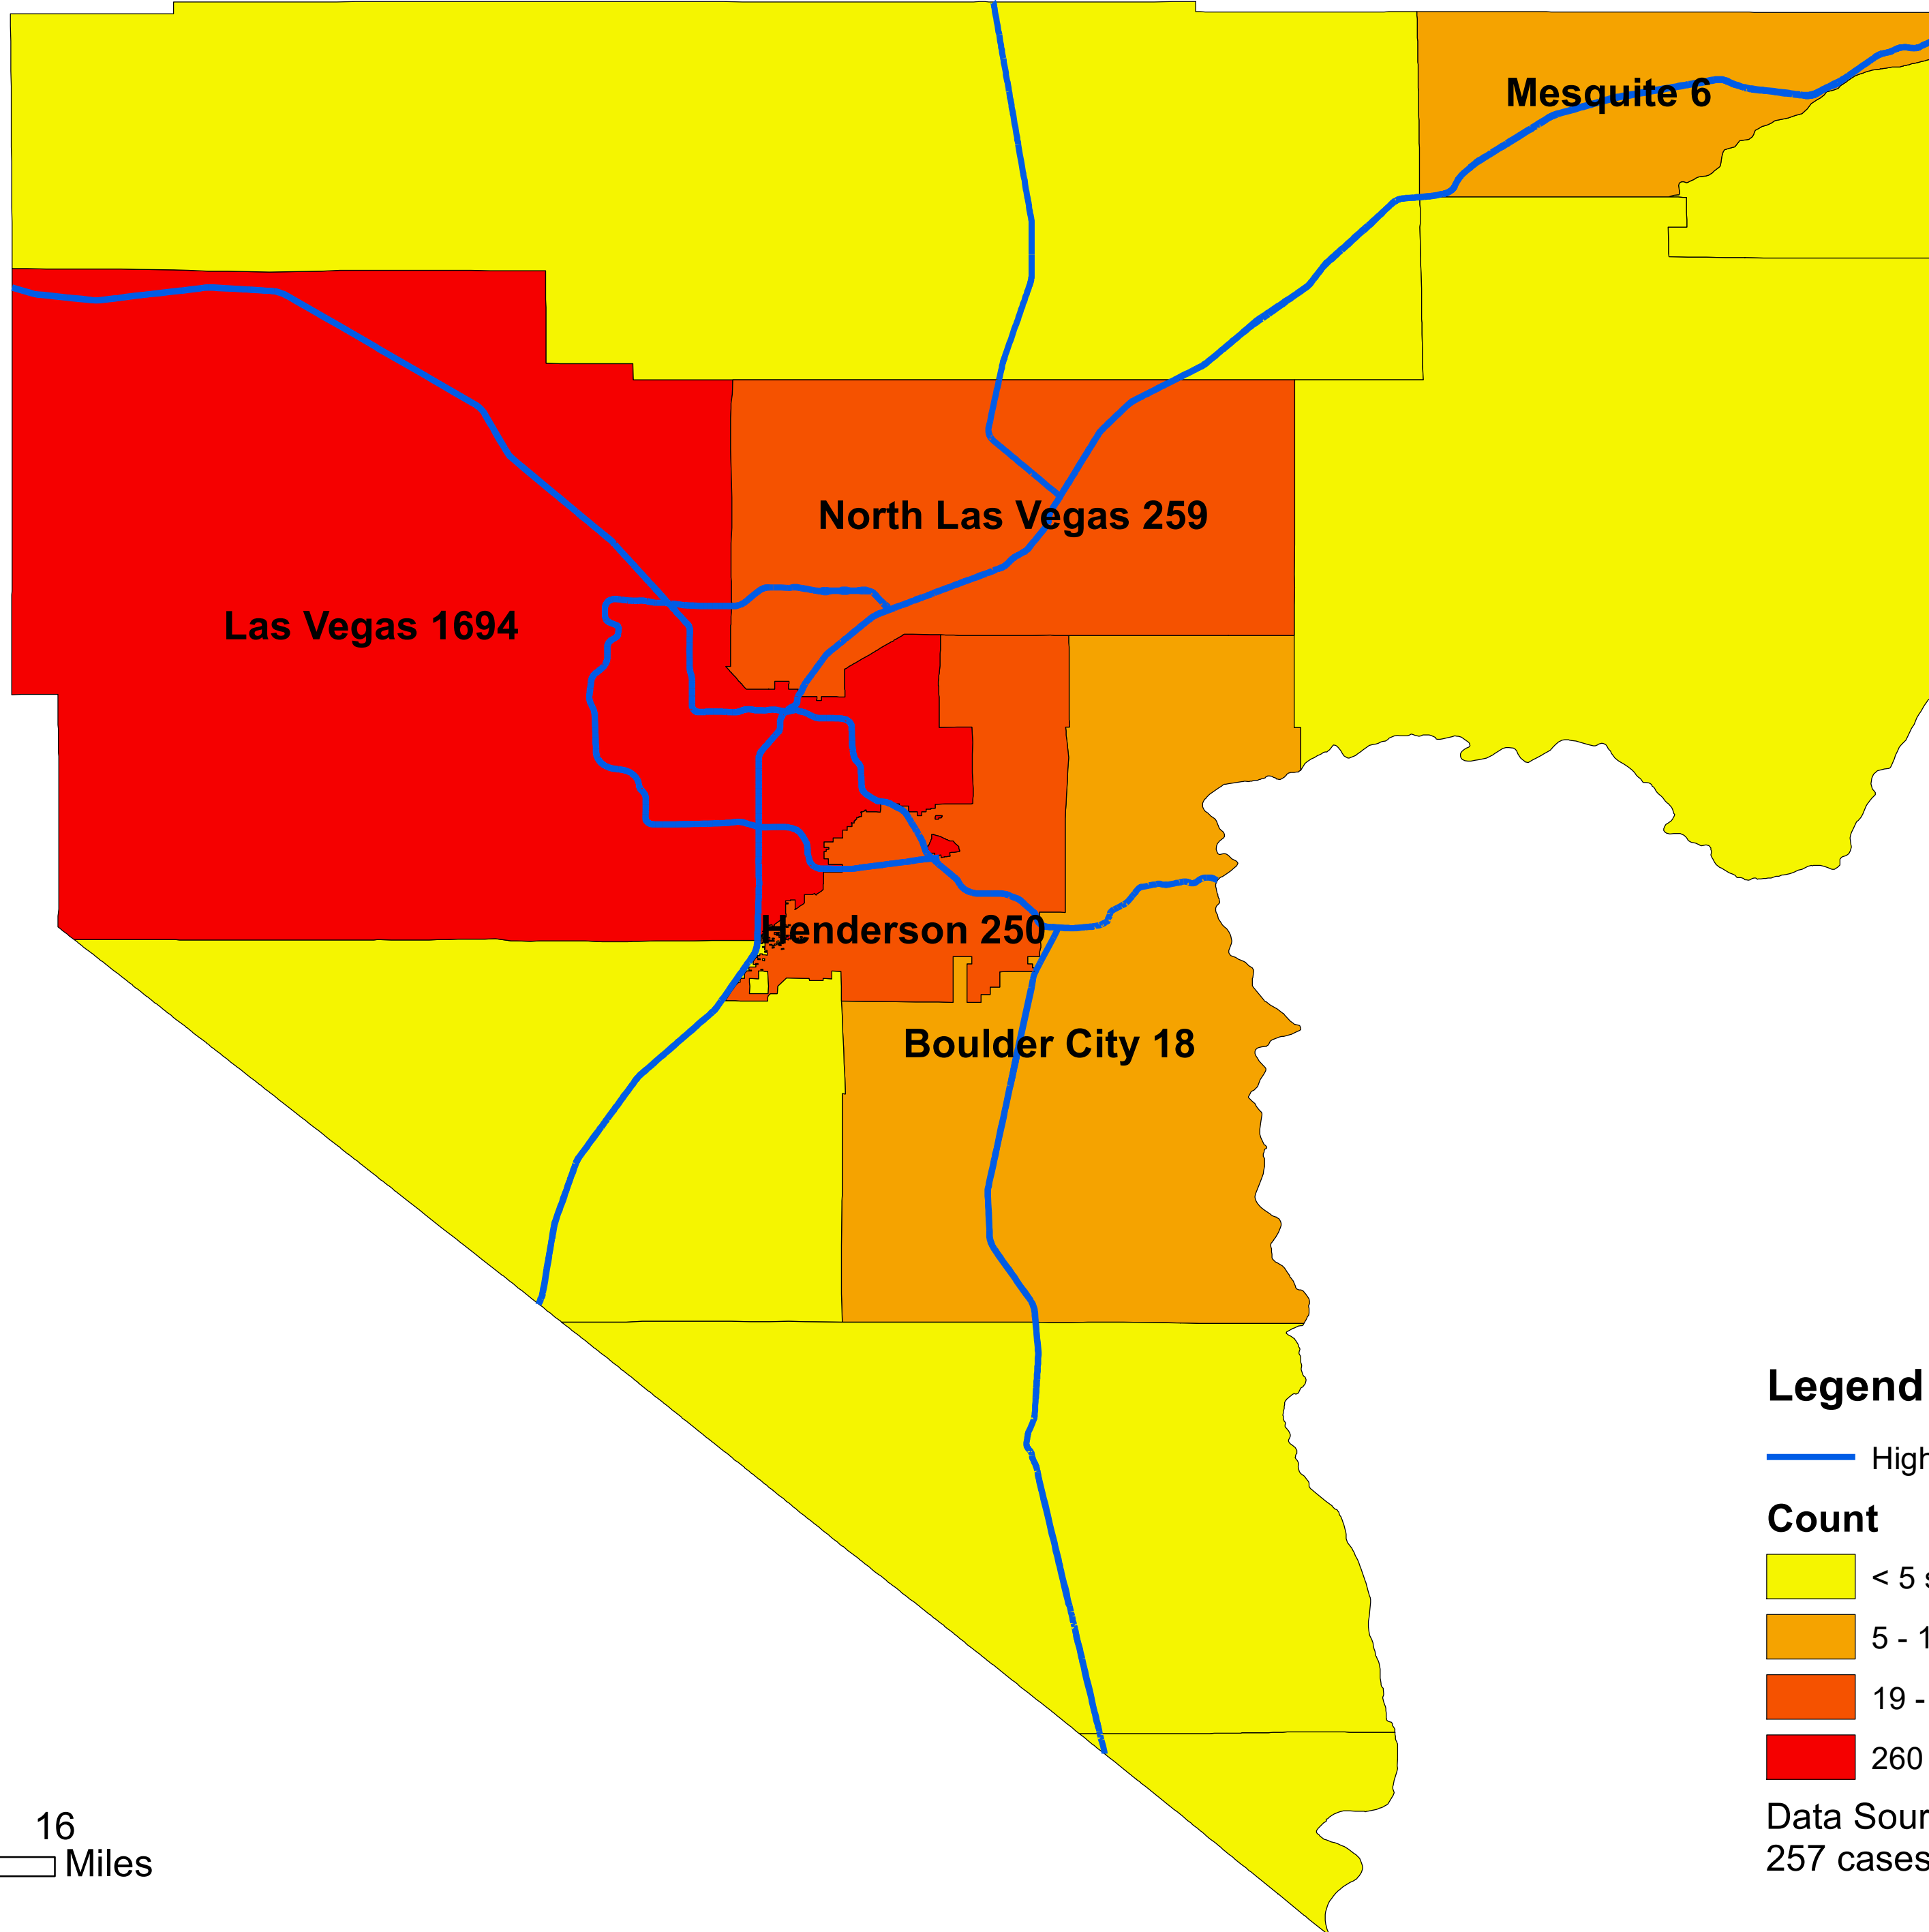 Mesquite 6
North Las Vegas 259
Las Vegas 1694
Henderson 250
Boulder City 18
Legend
High
Count
< 5 s
5 - 1
19 -
260
Data Sour
257 cases
16
Miles